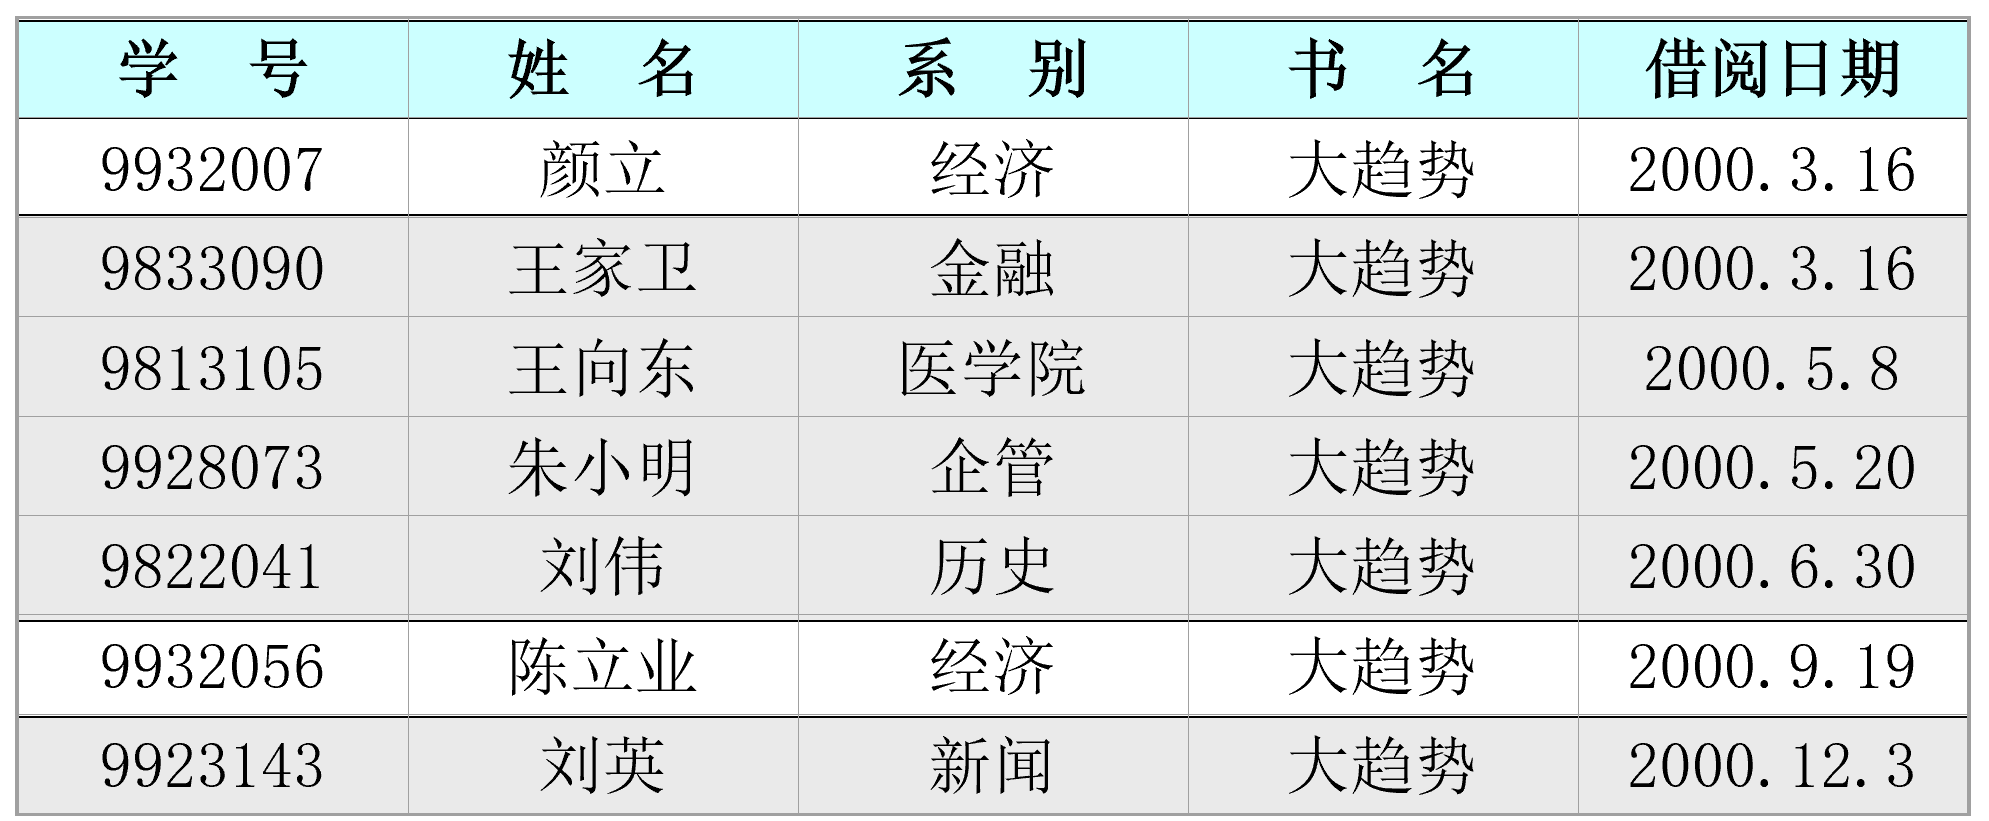 学 号 姓 名 系 别 书 名 借阅日期
9932007 颜立 经济 大趋势 2000.3.16
9833090 王家卫 金融 大趋势 2000.3.16
9813105 王向东 医学院 大趋势 2000.5.8
9928073 朱小明 企管 大趋势 2000.5.20
9822041 刘伟 历史 大趋势 2000.6.30
9932056 陈立业 经济 大趋势 2000.9.19
9923143 刘英 新闻 大趋势 2000.12.3